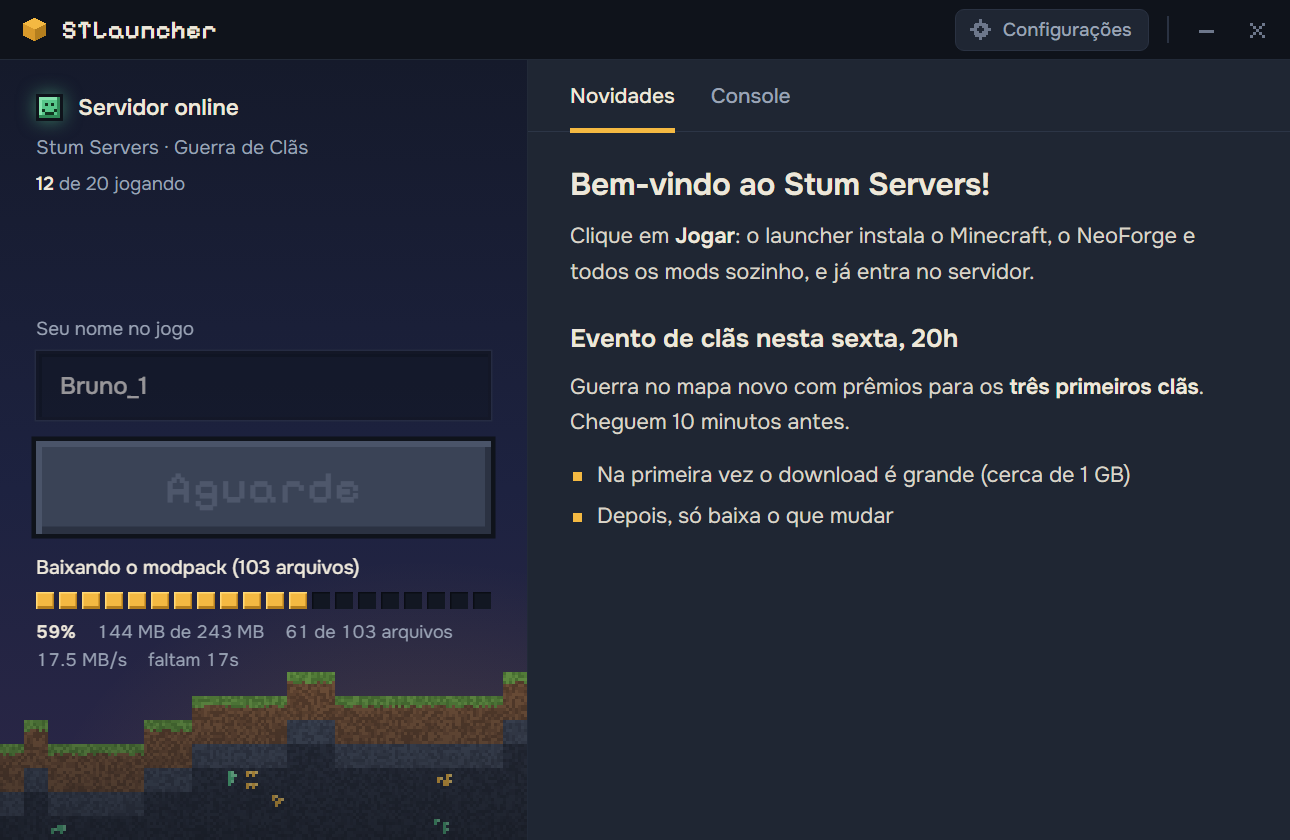 STLauncher
Configurações
Servidor online
Stum Servers · Guerra de Clãs
12 de 20 jogando
Seu nome no jogo
Bruno_1
Aguarde
Baixando o modpack (103 arquivos)
59% 144 MB de 243 MB 61 de 103 arquivos
17.5 MB/s faltam 17s
Novidades Console
Bem-vindo ao Stum Servers!
Clique em Jogar: o launcher instala o Minecraft, o NeoForge e
todos os mods sozinho, e já entra no servidor.
Evento de clãs nesta sexta, 20h
Guerra no mapa novo com prêmios para os três primeiros clãs.
Cheguem 10 minutos antes.
Na primeira vez o download é grande (cerca de 1 GB)
Depois, só baixa o que mudar